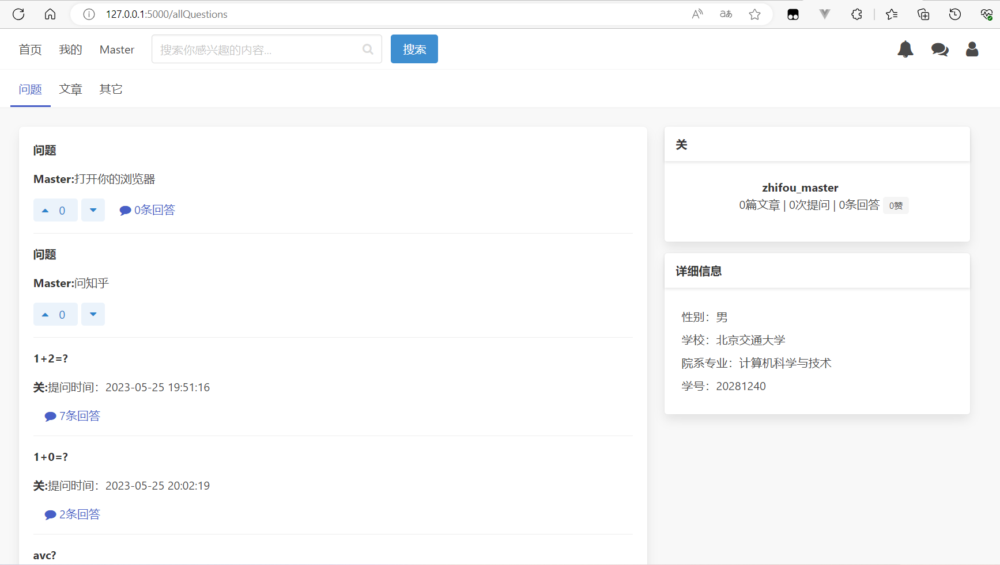 127.0.0.1:5000/allQuestions
首页 我的 Master 搜索你感兴趣的内容... 搜索
问题 文章 其它
问题
Master:打开你的浏览器
0 0条回答
问题
Master:问知乎
0
1+2=?
关:提问时间：2023-05-25 19:51:16
7条回答
1+0=?
关:提问时间：2023-05-25 20:02:19
2条回答
avc?
关
zhifou_master
0篇文章 | 0次提问 | 0条回答 0赞
详细信息
性别：男
学校：北京交通大学
院系专业：计算机科学与技术
学号：20281240